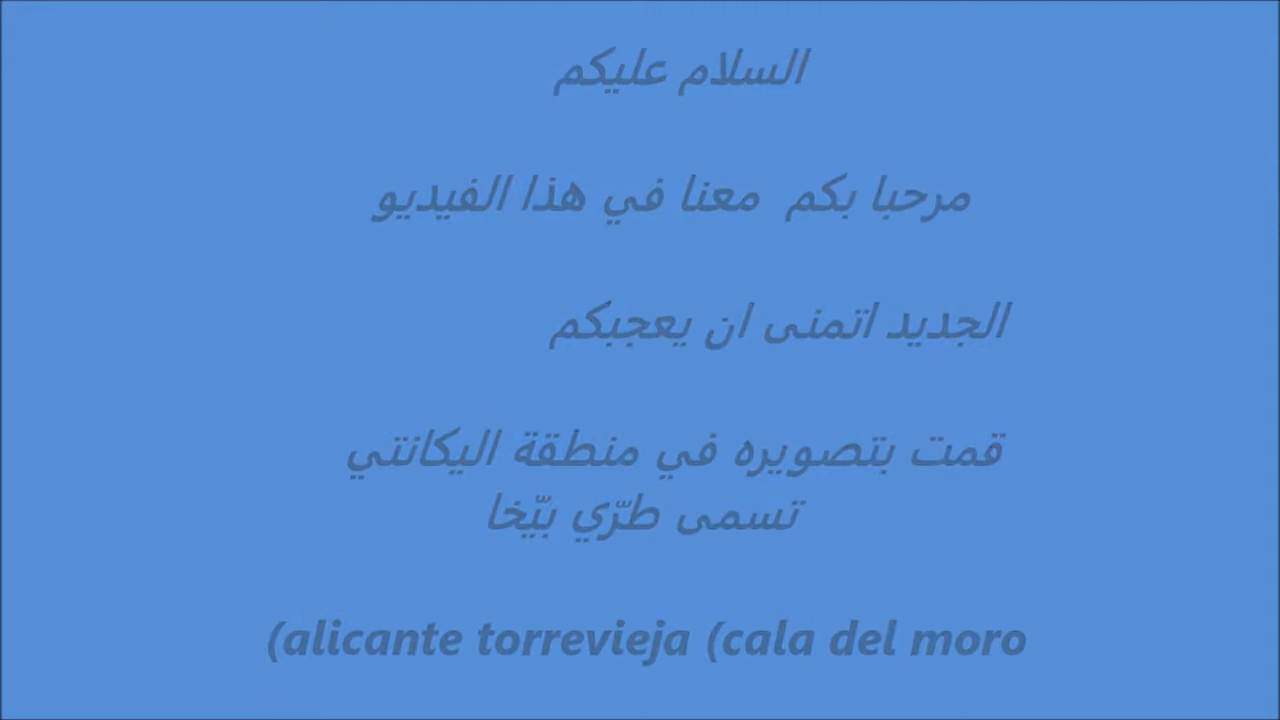 السلام عليكم
مرحبا بكم معنا في هذا الفيديو
الجديد اتمنى ان يعجبكم
قمت بتصويره في منطقة اليكانتي
تسمى طرّي بيّخا
(alicante torrevieja (cala del moro